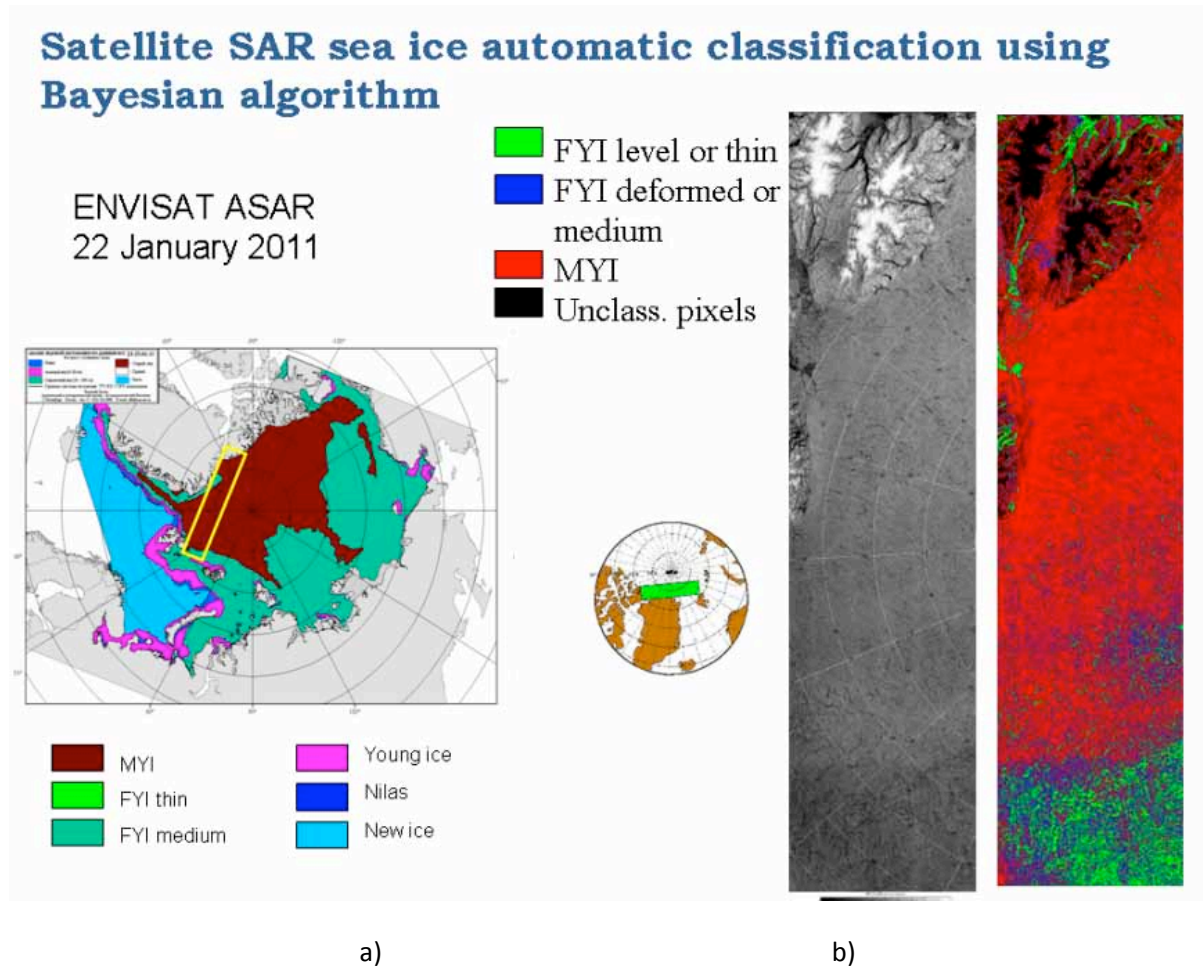 Satellite SAR sea ice automatic classification using
Bayesian algorithm
ENVISAT ASAR
22 January 2011
FYI level or thin
FYI deformed or
medium
MYI
Unclass. pixels
MYI
FYI thin
FYI medium
Young ice
Nilas
New ice
a)
b)